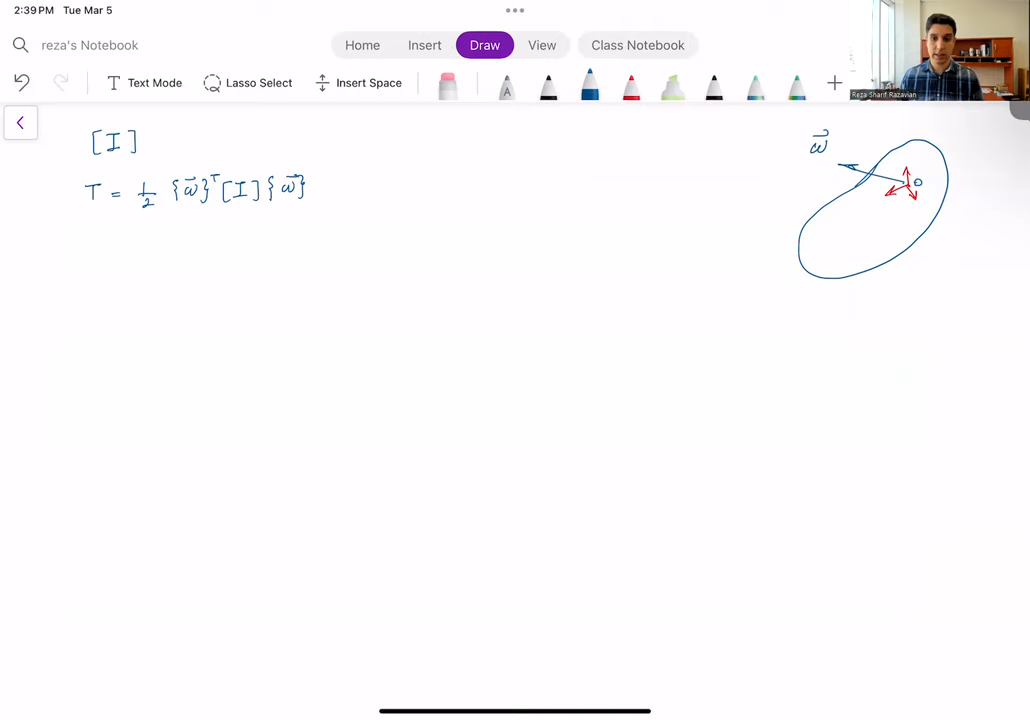 2:39 PM Tue Mar 5
reza's Notebook
Home Insert Draw View Class Notebook
Text Mode Lasso Select Insert Space
A
Reza Sharif Razavian
[I]
T = 1/2 {ω⃗}ᵀ [I] {ω⃗}
ω⃗
O